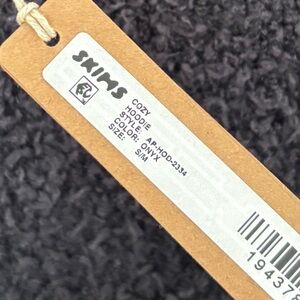 SKIMS
COZY
HOODIE
STYLE: AP-HOD-2334
COLOR: ONYX
SIZE: S/M
19437